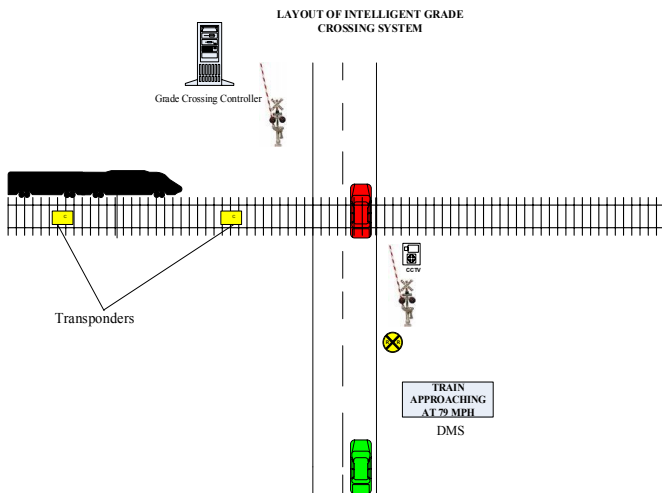 LAYOUT OF INTELLIGENT GRADE
CROSSING SYSTEM
Grade Crossing Controller
C
C
CCTV
Transponders
TRAIN
APPROACHING
AT 79 MPH
DMS